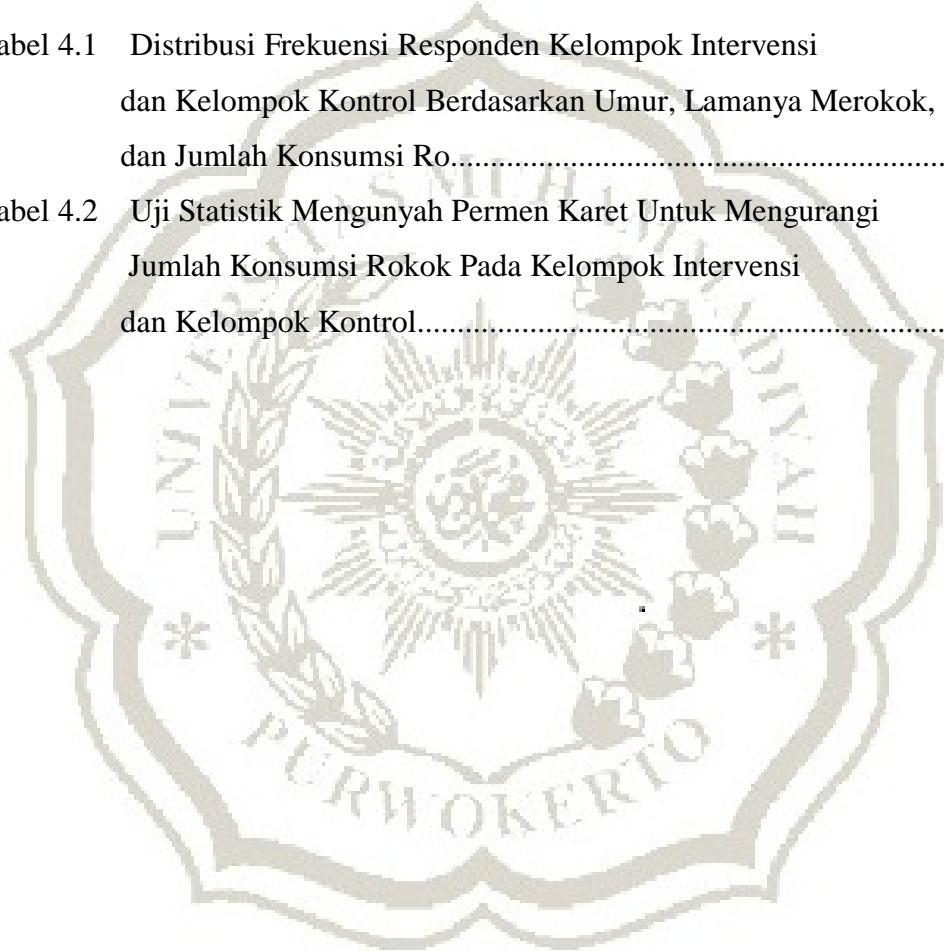 abel 4.1 Distribusi Frekuensi Responden Kelompok Intervensi
dan Kelompok Kontrol Berdasarkan Umur, Lamanya Merokok,
dan Jumlah Konsumsi Ro..............................................................
abel 4.2 Uji Statistik Mengunyah Permen Karet Untuk Mengurangi
Jumlah Konsumsi Rokok Pada Kelompok Intervensi
dan Kelompok Kontrol..................................................................
UNIVERSITAS MUHAMMADIYAH
PURWOKERTO